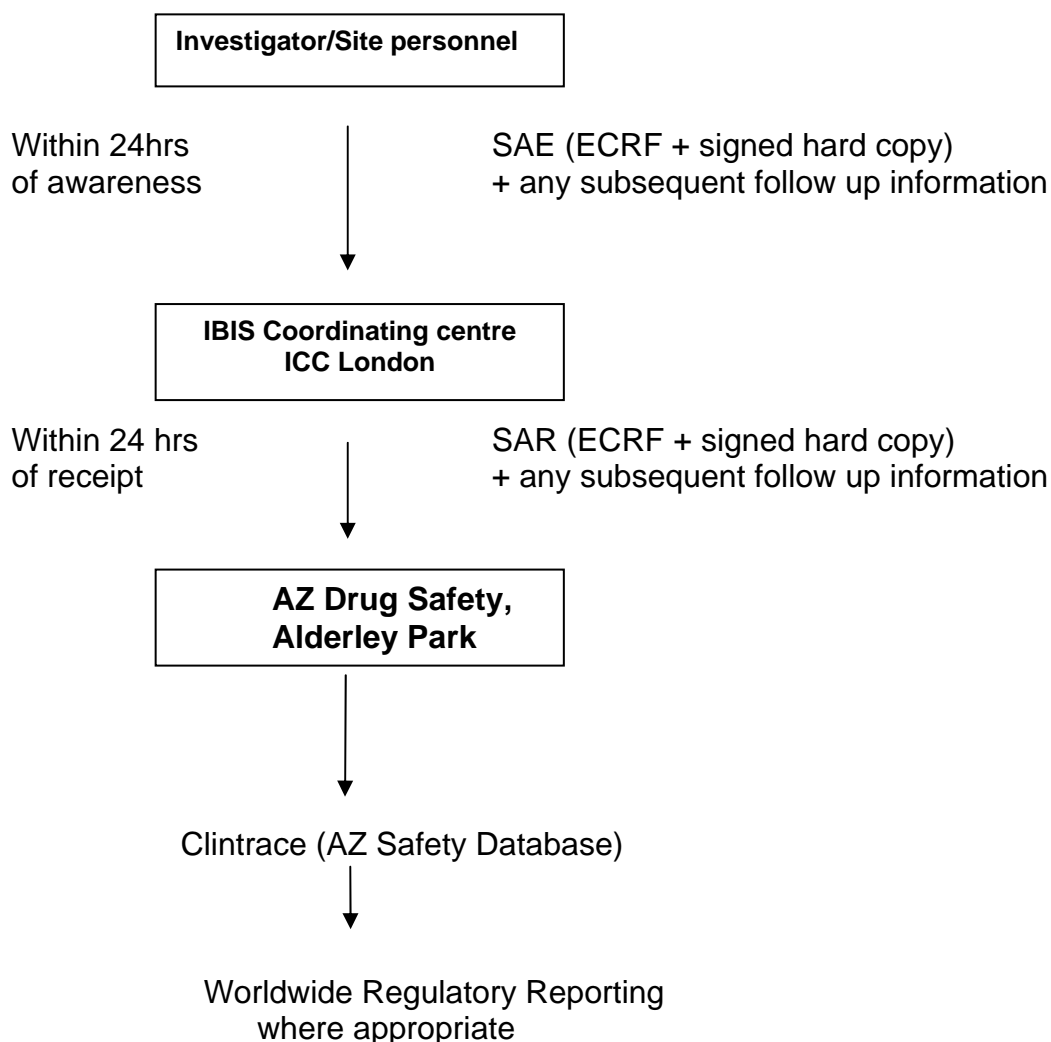 Investigator/Site personnel
Within 24hrs
of awareness
SAE (ECRF + signed hard copy)
+ any subsequent follow up information
IBIS Coordinating centre
ICC London
Within 24 hrs
of receipt
SAR (ECRF + signed hard copy)
+ any subsequent follow up information
AZ Drug Safety,
Alderley Park
Clintrace (AZ Safety Database)
Worldwide Regulatory Reporting
where appropriate